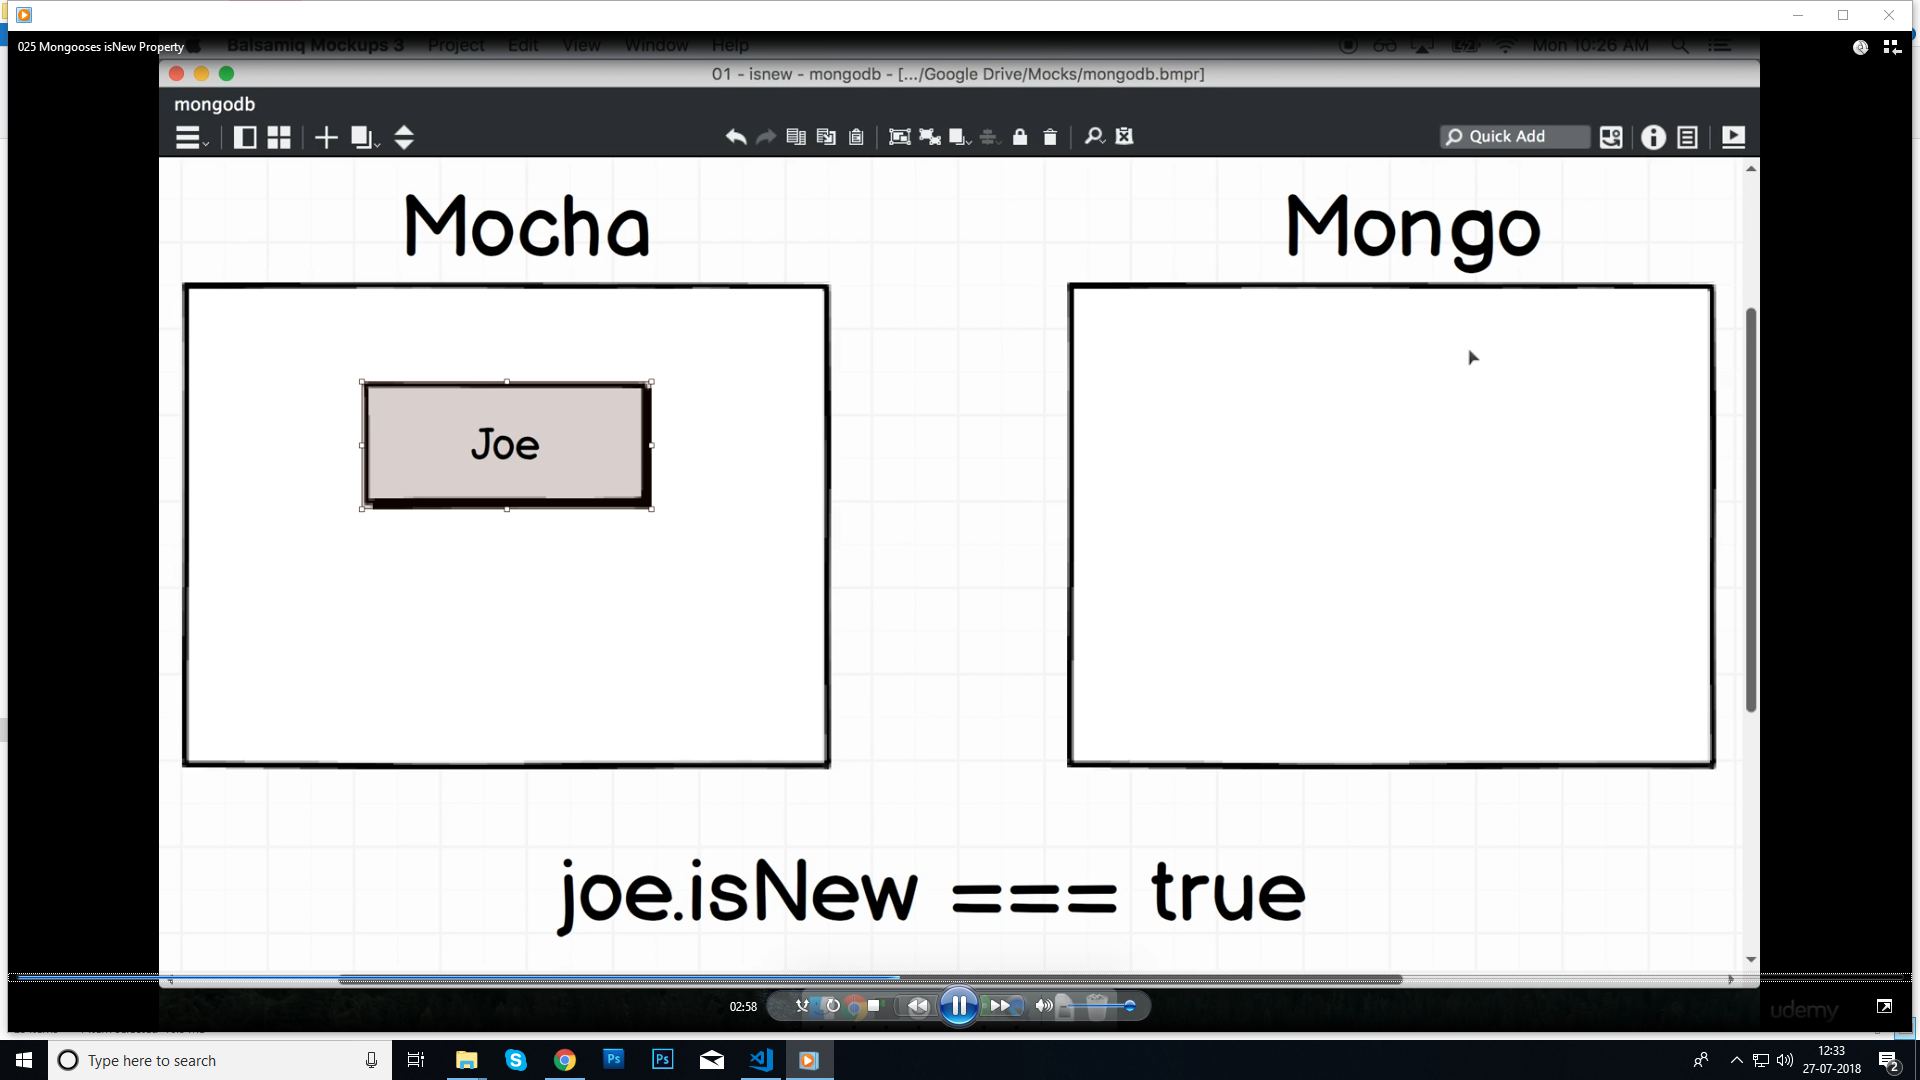 025 Mongooses isNew Property
Balsamiq Mockups 3 Project Edit View Window Help Mon 10:26 AM
01 - isnew - mongodb - [.../Google Drive/Mocks/mongodb.bmpr]
mongodb
Quick Add
Mocha Mongo
Joe
joe.isNew === true
02:58
udemy
Type here to search
Ps
Ps
12:33
27-07-2018
2